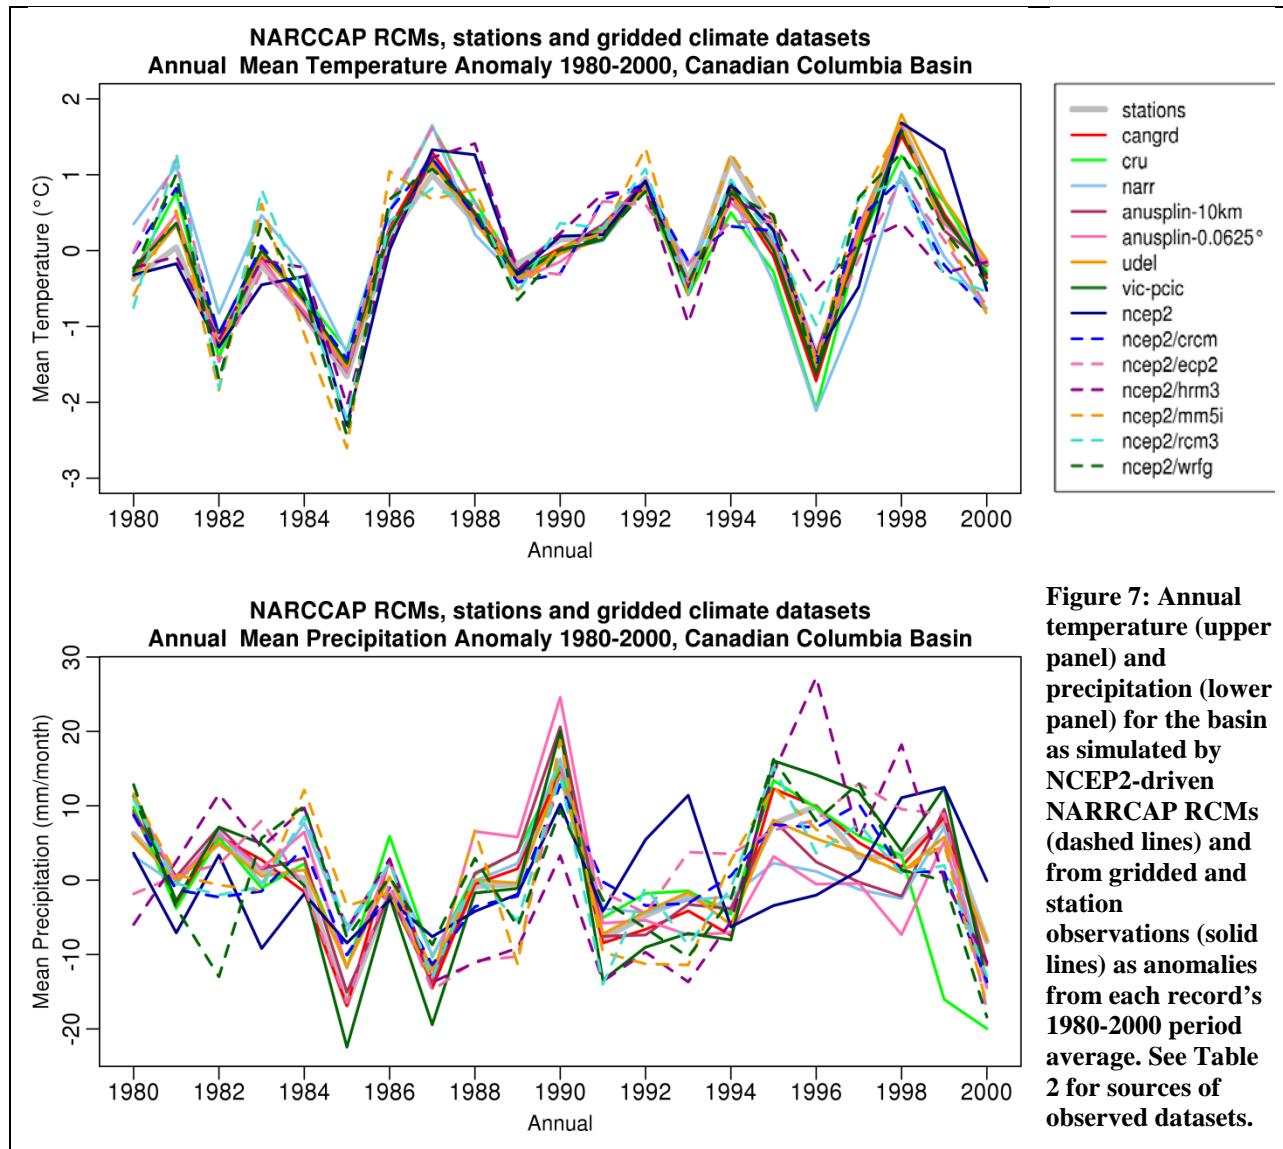 NARCCAP RCMs, stations and gridded climate datasets
Annual Mean Temperature Anomaly 1980-2000, Canadian Columbia Basin
Mean Temperature (°C)
2
1
0
-1
-2
-3
1980 1982 1984 1986 1988 1990 1992 1994 1996 1998 2000
Annual
stations
cangrd
cru
narr
anusplin-10km
anusplin-0.0625°
udel
vic-pcic
ncep2
ncep2/crcm
ncep2/ecp2
ncep2/hrm3
ncep2/mm5i
ncep2/rcm3
ncep2/wrfg
NARCCAP RCMs, stations and gridded climate datasets
Annual Mean Precipitation Anomaly 1980-2000, Canadian Columbia Basin
Mean Precipitation (mm/month)
30
20
10
0
-10
-20
1980 1982 1984 1986 1988 1990 1992 1994 1996 1998 2000
Annual
Figure 7: Annual
temperature (upper
panel) and
precipitation (lower
panel) for the basin
as simulated by
NCEP2-driven
NARRCAP RCMs
(dashed lines) and
from gridded and
station
observations (solid
lines) as anomalies
from each record's
1980-2000 period
average. See Table
2 for sources of
observed datasets.